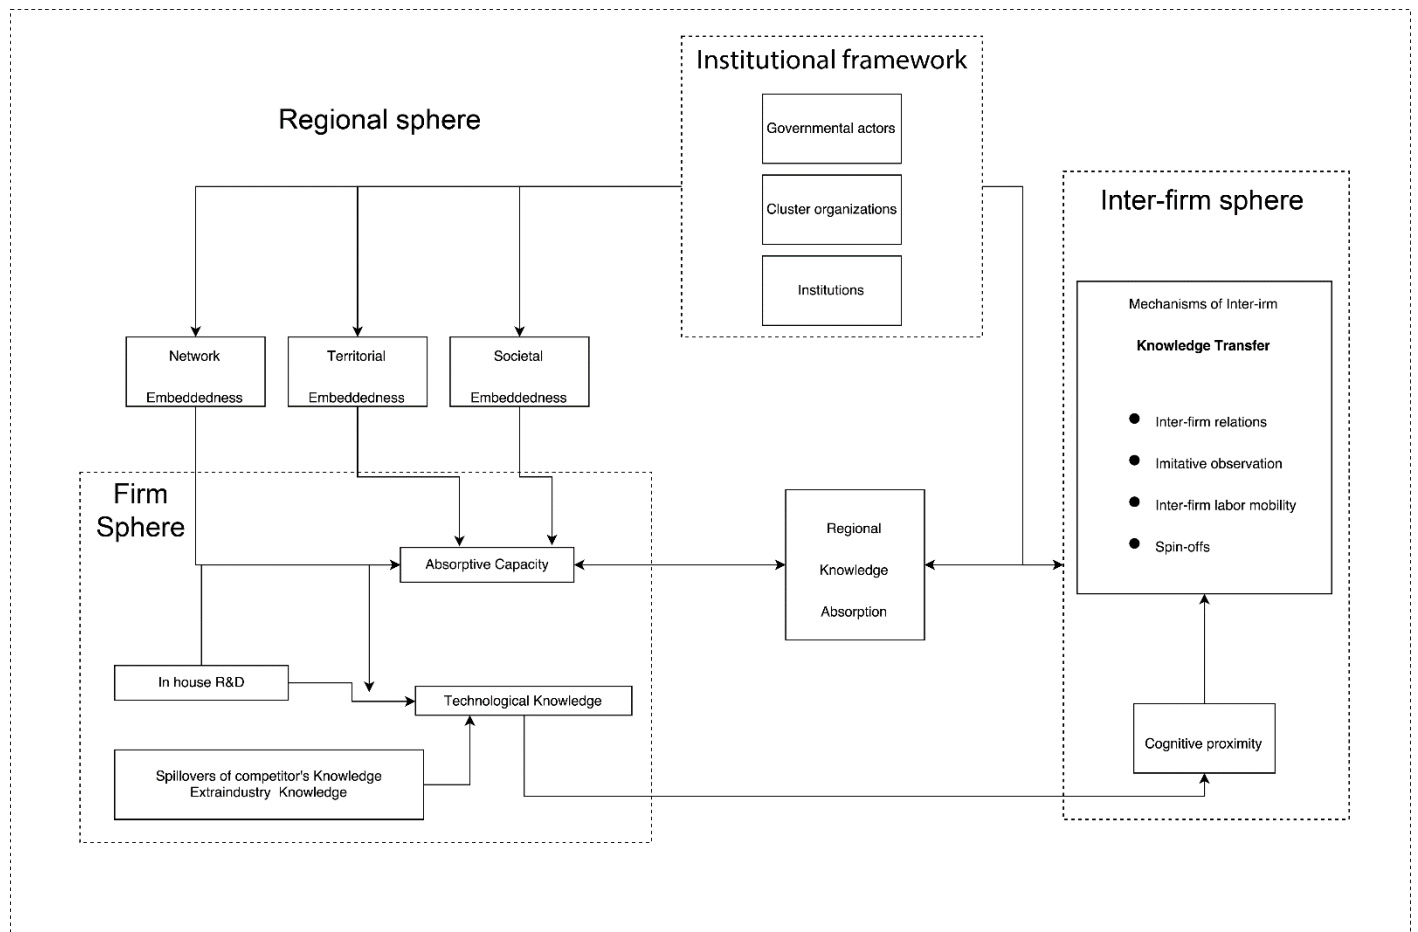 Institutional framework
Governmental actors
Cluster organizations
Institutions
Regional sphere
Inter-firm sphere
Mechanisms of Inter-irm
Knowledge Transfer
Inter-firm relations
Imitative observation
Inter-firm labor mobility
Spin-offs
Network
Embeddedness
Territorial
Embeddedness
Societal
Embeddedness
Firm
Sphere
Absorptive Capacity
Regional
Knowledge
Absorption
In house R&D
Technological Knowledge
Spillovers of competitor's Knowledge
Extraindustry Knowledge
Cognitive proximity